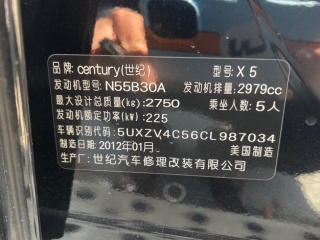 品牌: century(世纪) 型号: X 5
发动机型号: N55B30A 发动机排量: 2979cc
最大设计总质量(kg): 2750 乘坐人数: 5人
发动机额定功率(kw): 225
车辆识别代码: 5UXZV4C56CL987034
制造日期: 2012年01月 美国制造
生产厂: 世纪汽车修理改装有限公司